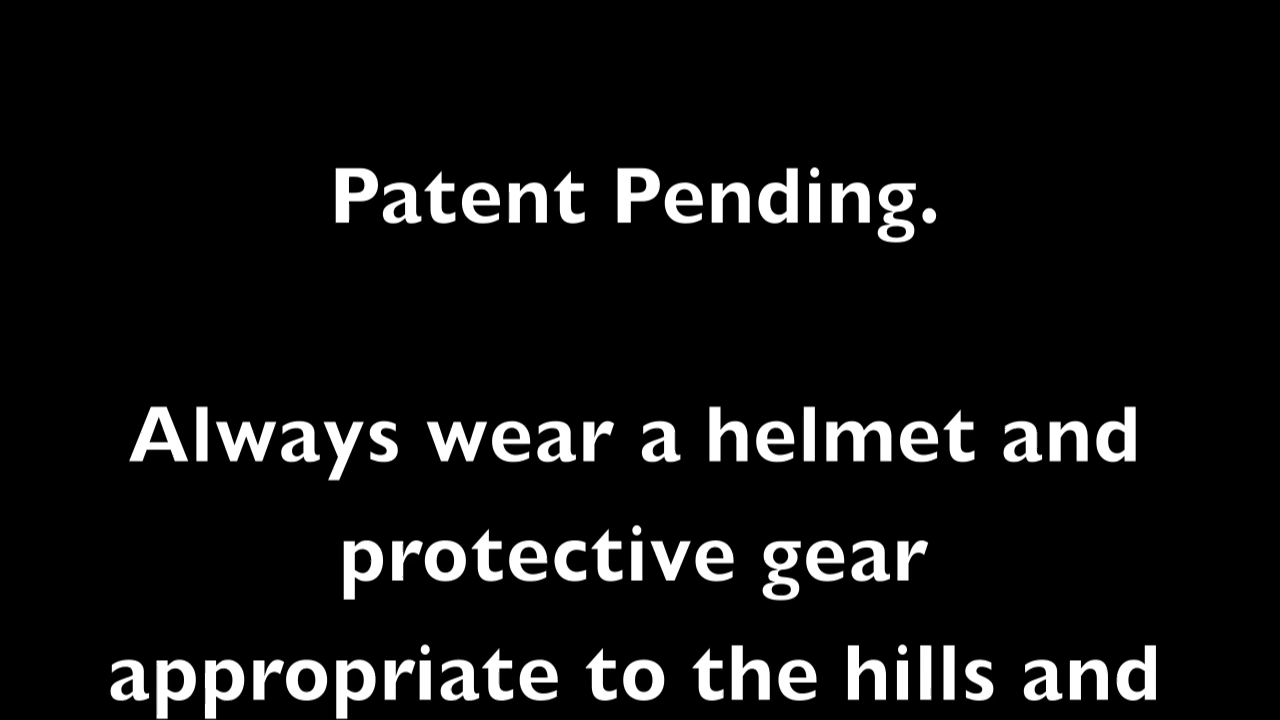 Patent Pending.
Always wear a helmet and
protective gear
appropriate to the hills and